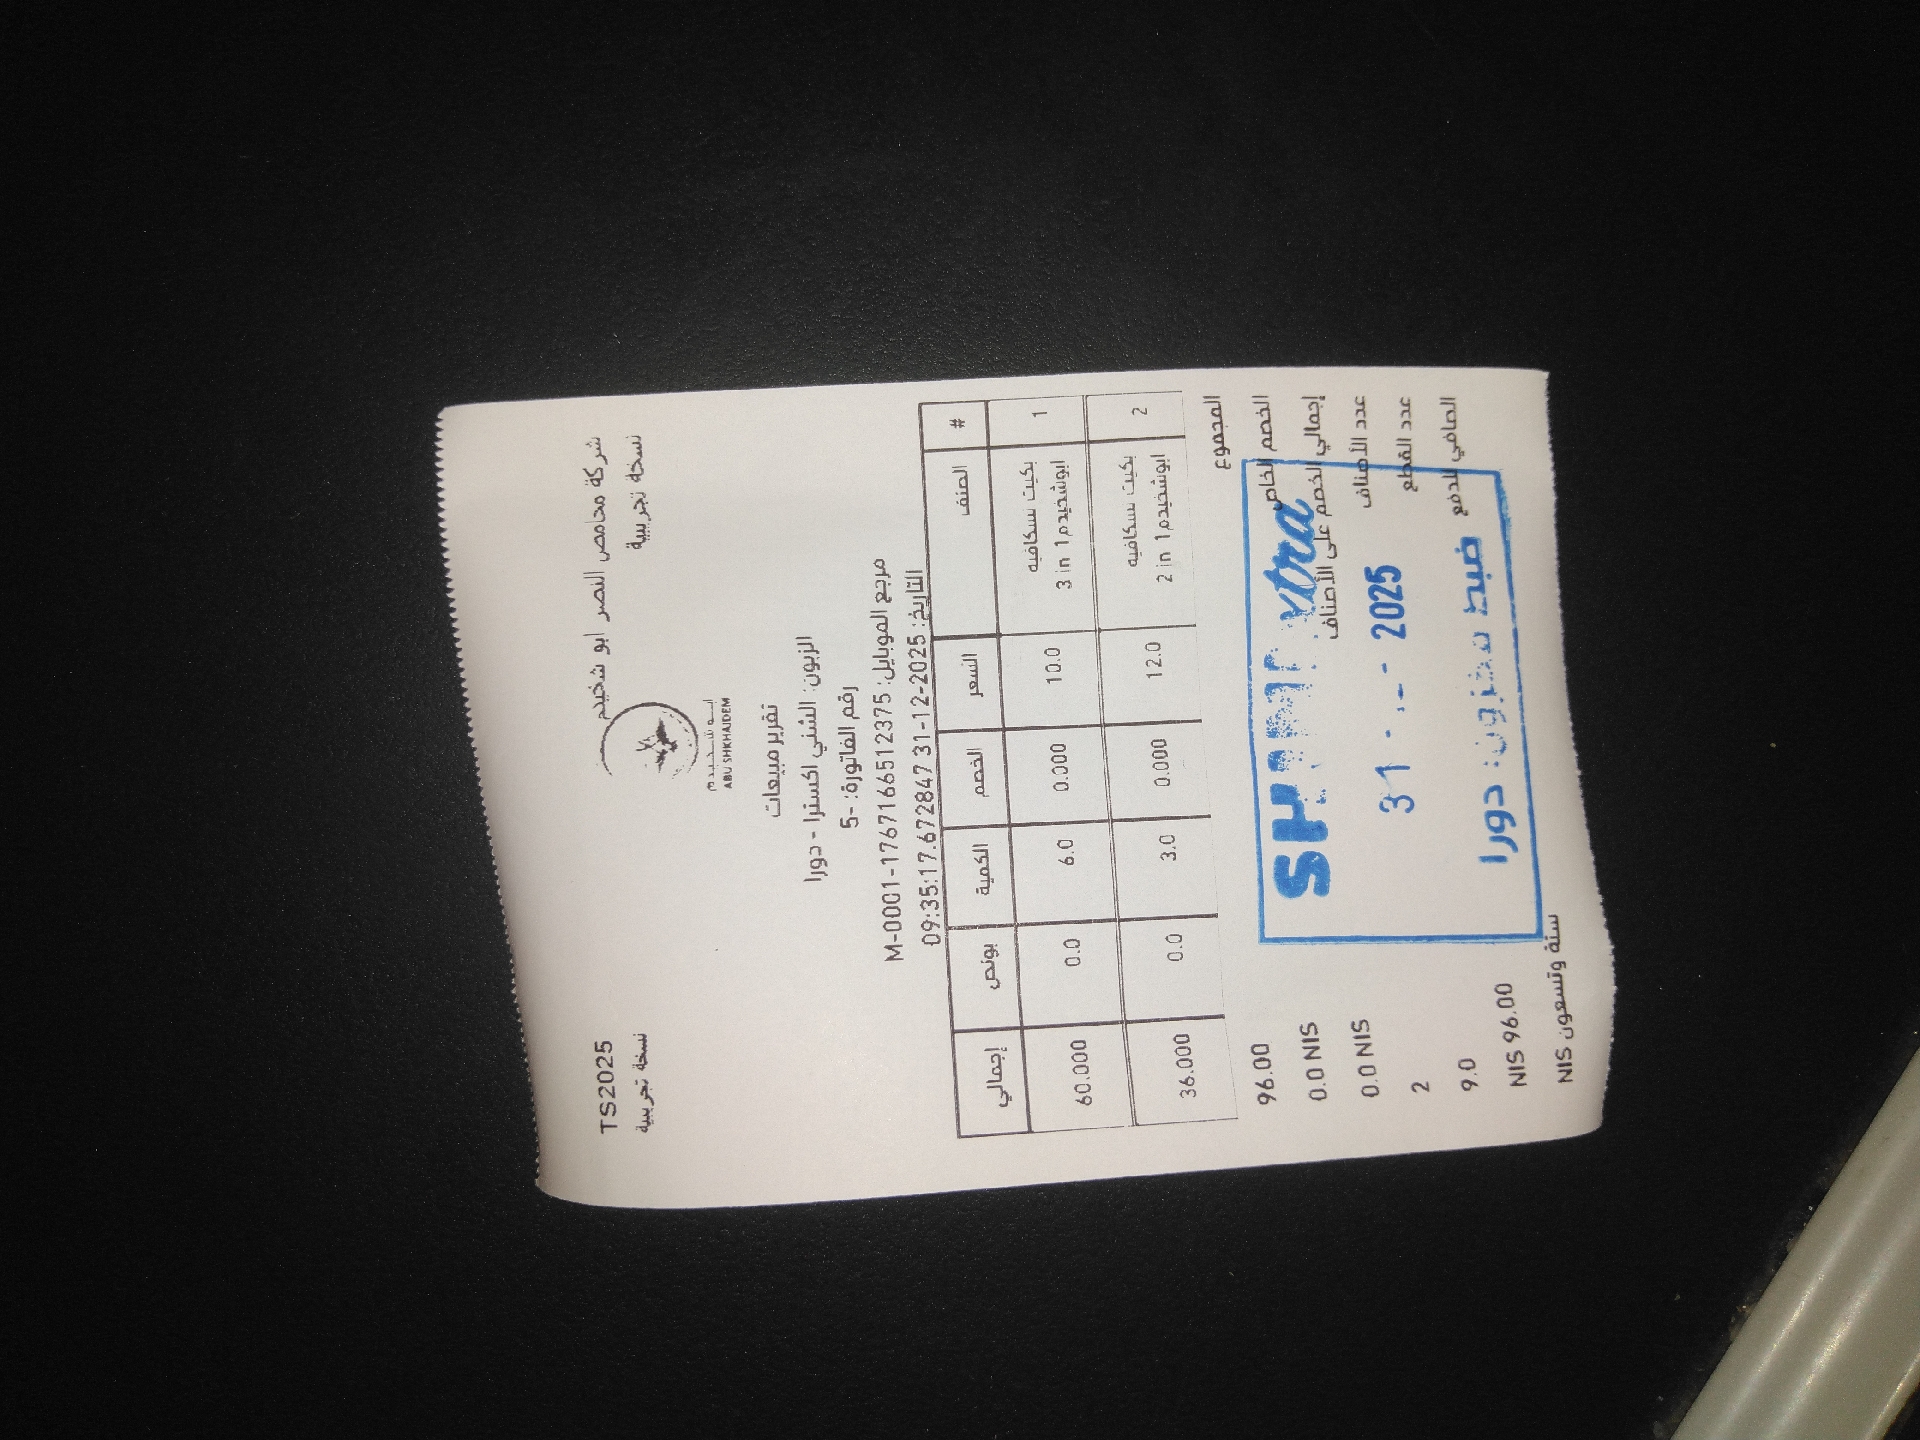 شركة محامص النصر ابو شخيدم TS2025
نسخة تجريبية نسخة تجريبية
ابو شخيدم
ABU SHKHAIDEM
تقرير مبيعات
الزبون: الشني اكسترا - دورا
رقم الفاتورة: -5
مرجع الموبايل: M-0001-1767166512375
التاريخ: 2025-12-31 09:35:17.672847
# الصنف السعر الخصم الكمية بونص إجمالي
1 بكيت نسكافيه 10.0 0.000 6.0 0.0 60.000
ابوشخيدم 3 in 1
2 بكيت نسكافيه 12.0 0.000 3.0 0.0 36.000
ابوشخيدم 2 in 1
المجموع 96.00
الخصم الخاص 0.0 NIS
إجمالي الخصم على الأصناف 0.0 NIS
عدد الأصناف 2
عدد القطع 9.0
الصافي للدفع NIS 96.00
ستة وتسعون NIS
xtra
31 - 2025
ضبط مخزون: دورا